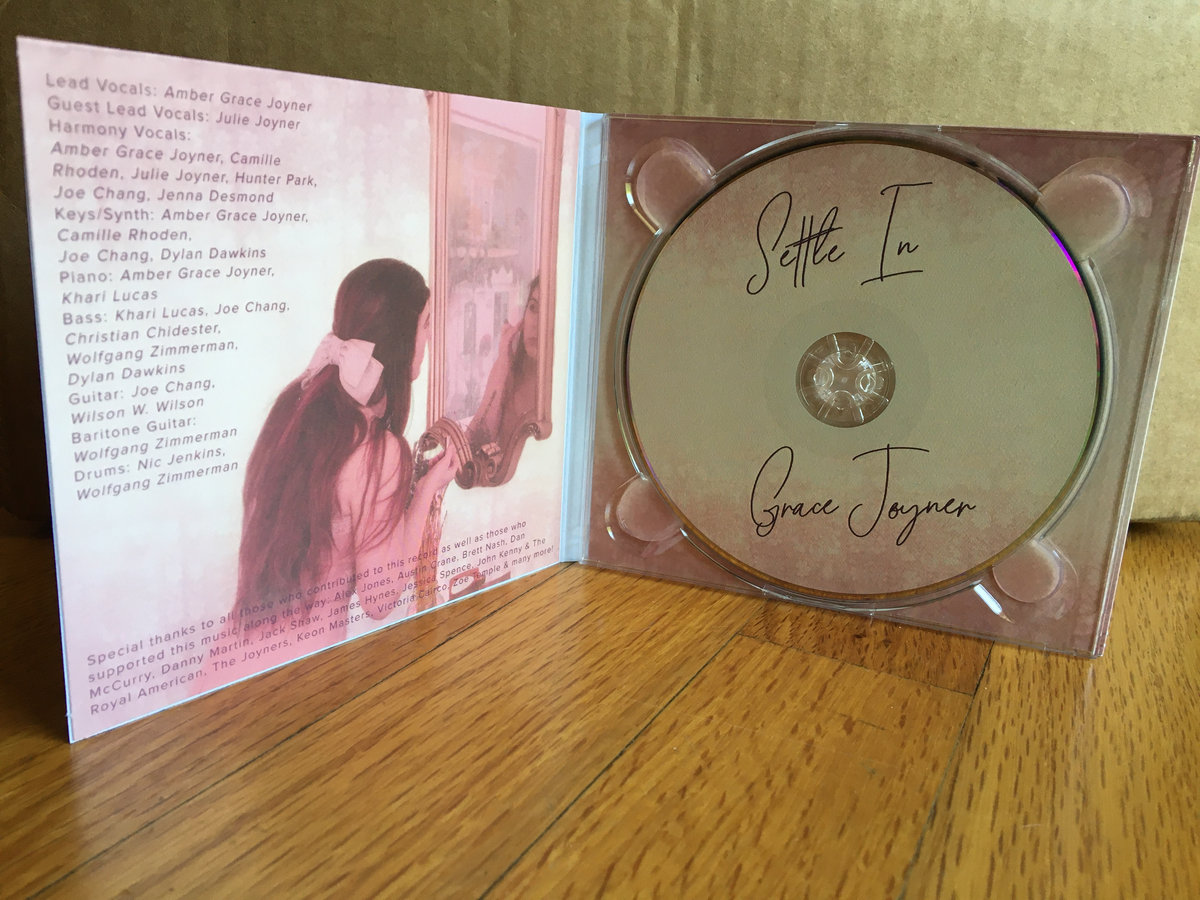 Lead Vocals: Amber Grace Joyner
Guest Lead Vocals: Julie Joyner
Harmony Vocals:
Amber Grace Joyner, Camille
Rhoden, Julie Joyner, Hunter Park,
Joe Chang, Jenna Desmond
Keys/Synth: Amber Grace Joyner,
Camille Rhoden,
Joe Chang, Dylan Dawkins
Piano: Amber Grace Joyner,
Khari Lucas
Bass: Khari Lucas, Joe Chang,
Christian Chidester,
Wolfgang Zimmerman,
Dylan Dawkins
Guitar: Joe Chang,
Wilson W. Wilson
Baritone Guitar:
Wolfgang Zimmerman
Drums: Nic Jenkins,
Wolfgang Zimmerman
Special thanks to all those who contributed to this record as well as those who
supported this music along the way: Alex Jones, Austin Crane, Brett Nash, Dan
McCurry, Danny Martin, Jack Shaw, James Hynes, Jessica Spence, John Kenny & The
Royal American, The Joyners, Keon Masters, Victoria Zoe Temple & many more!
Settle In
Grace Joyner